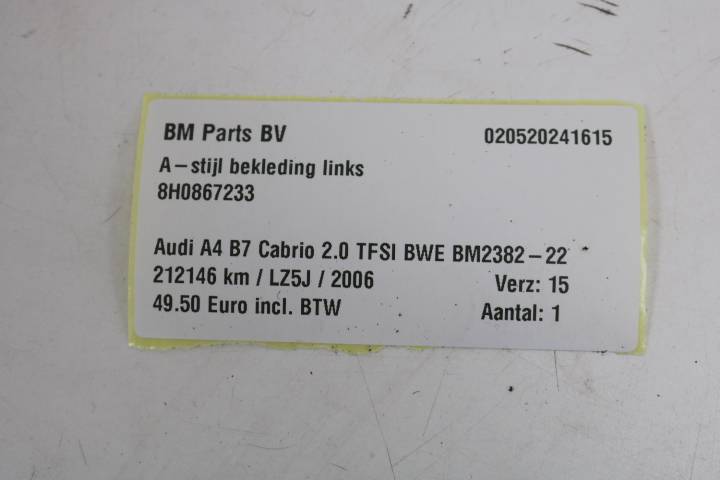 BM Parts BV 020520241615
A-stijl bekleding links
8H0867233
Audi A4 B7 Cabrio 2.0 TFSI BWE BM2382-22
212146 km / LZ5J / 2006 Verz: 15
49.50 Euro incl. BTW Aantal: 1